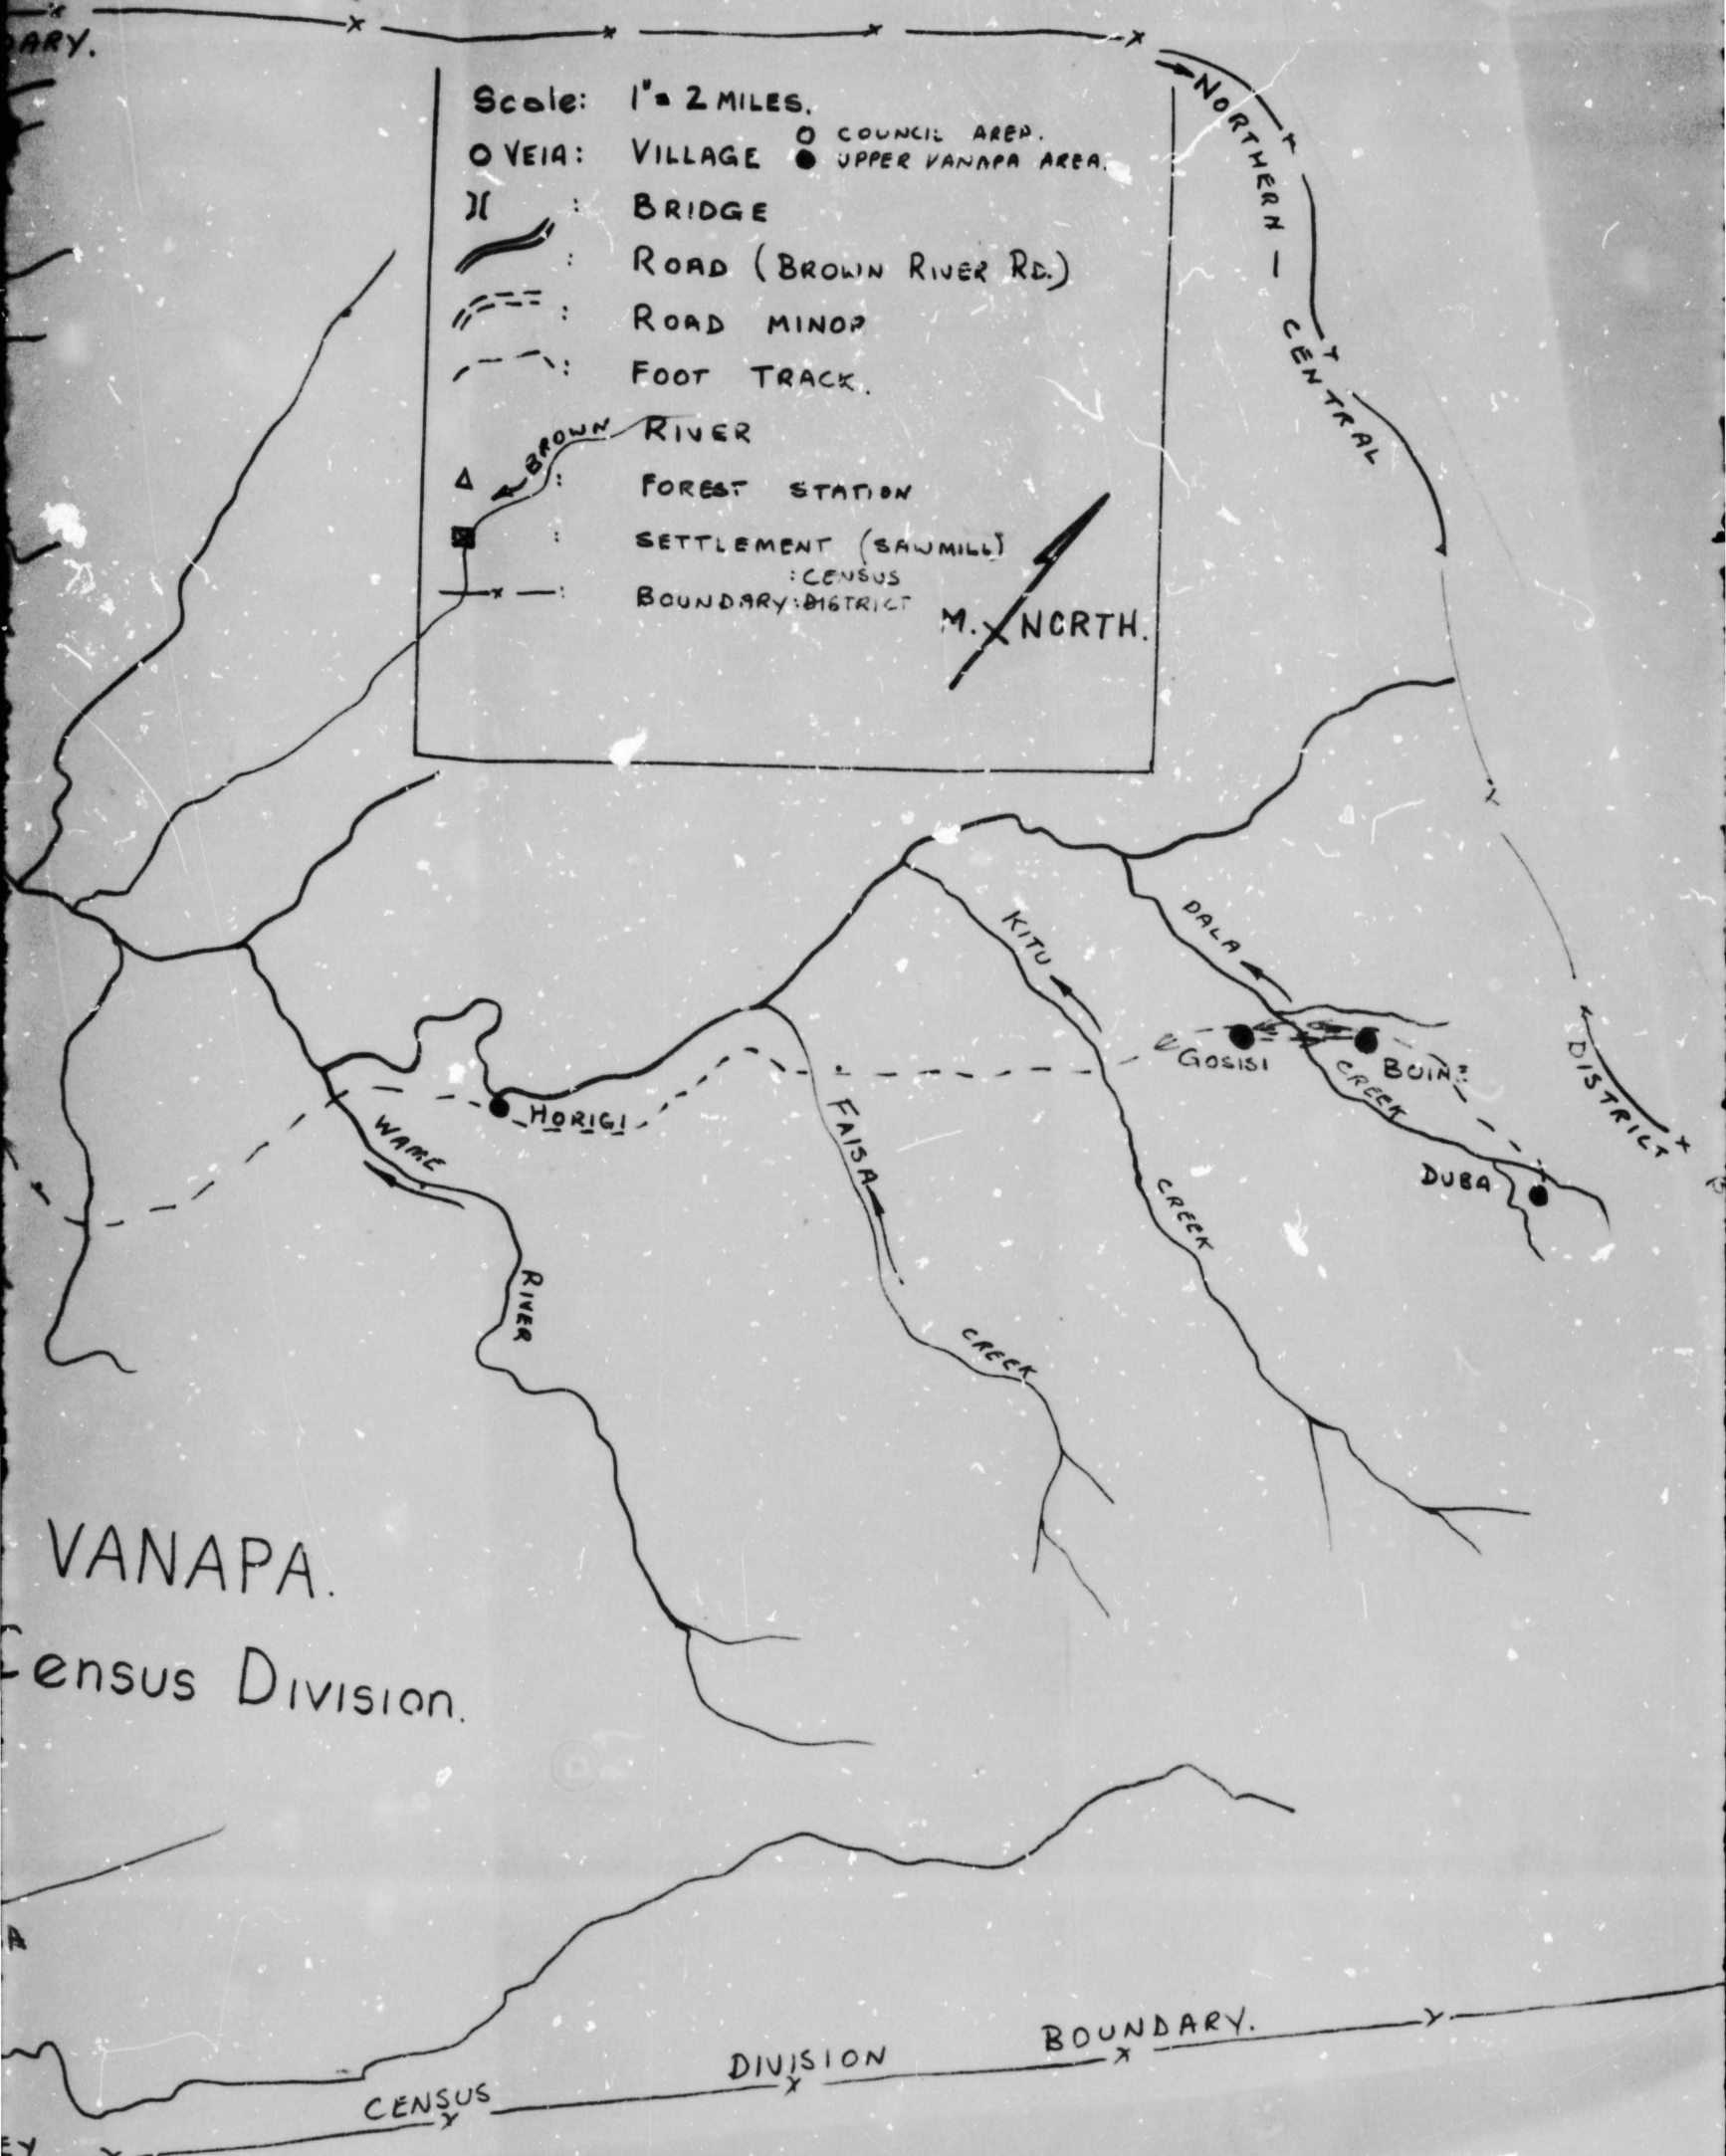 ARY.
Scale: 1" = 2 MILES.
O VEIA: VILLAGE O COUNCIL AREA.
● UPPER VANAPA AREA.
)( : BRIDGE
: ROAD (BROWN RIVER RD.)
: ROAD MINOR
: FOOT TRACK.
BROWN RIVER
△ : FOREST STATION
: SETTLEMENT (SAWMILL)
: CENSUS
—x—: BOUNDARY: DISTRICT
M. NORTH.
NORTHERN — CENTRAL
DISTRICT
KITU
CREEK
DALA
CREEK
GOSISI
BOINE
DUBA
HORIGI
FAISA
CREEK
WAME
RIVER
VANAPA.
Census Division.
A
CENSUS DIVISION BOUNDARY.
EY